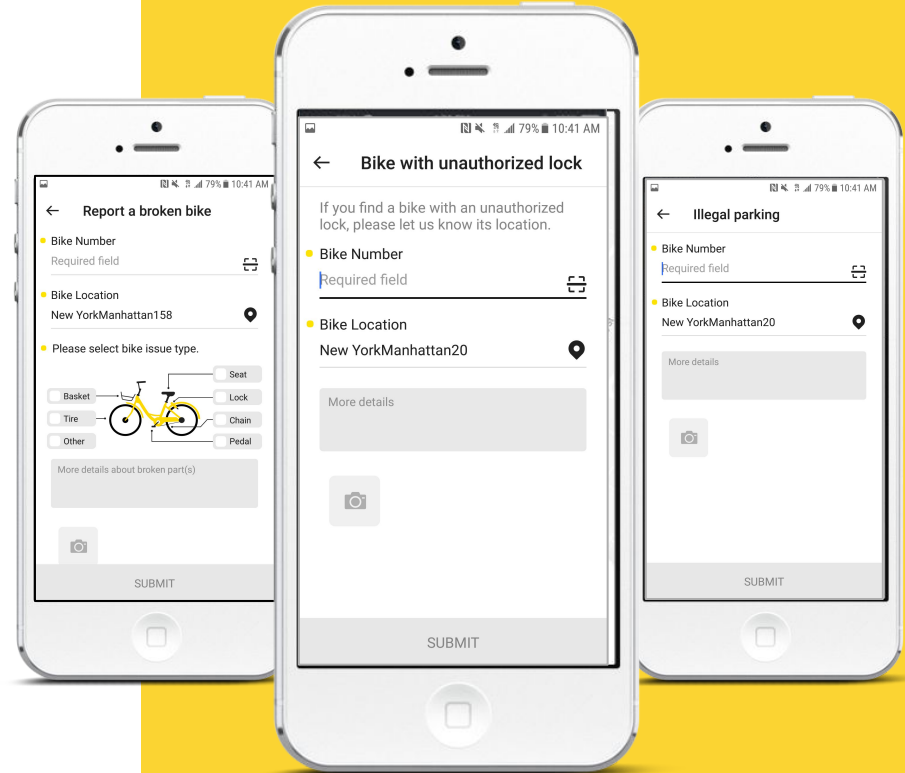 79% 10:41 AM
Report a broken bike
Bike Number
Required field
Bike Location
New YorkManhattan158
Please select bike issue type.
Seat
Basket
Lock
Tire
Chain
Other
Pedal
More details about broken part(s)
SUBMIT
79% 10:41 AM
Bike with unauthorized lock
If you find a bike with an unauthorized
lock, please let us know its location.
Bike Number
Required field
Bike Location
New YorkManhattan20
More details
SUBMIT
79% 10:41 AM
Illegal parking
Bike Number
Required field
Bike Location
New YorkManhattan20
More details
SUBMIT